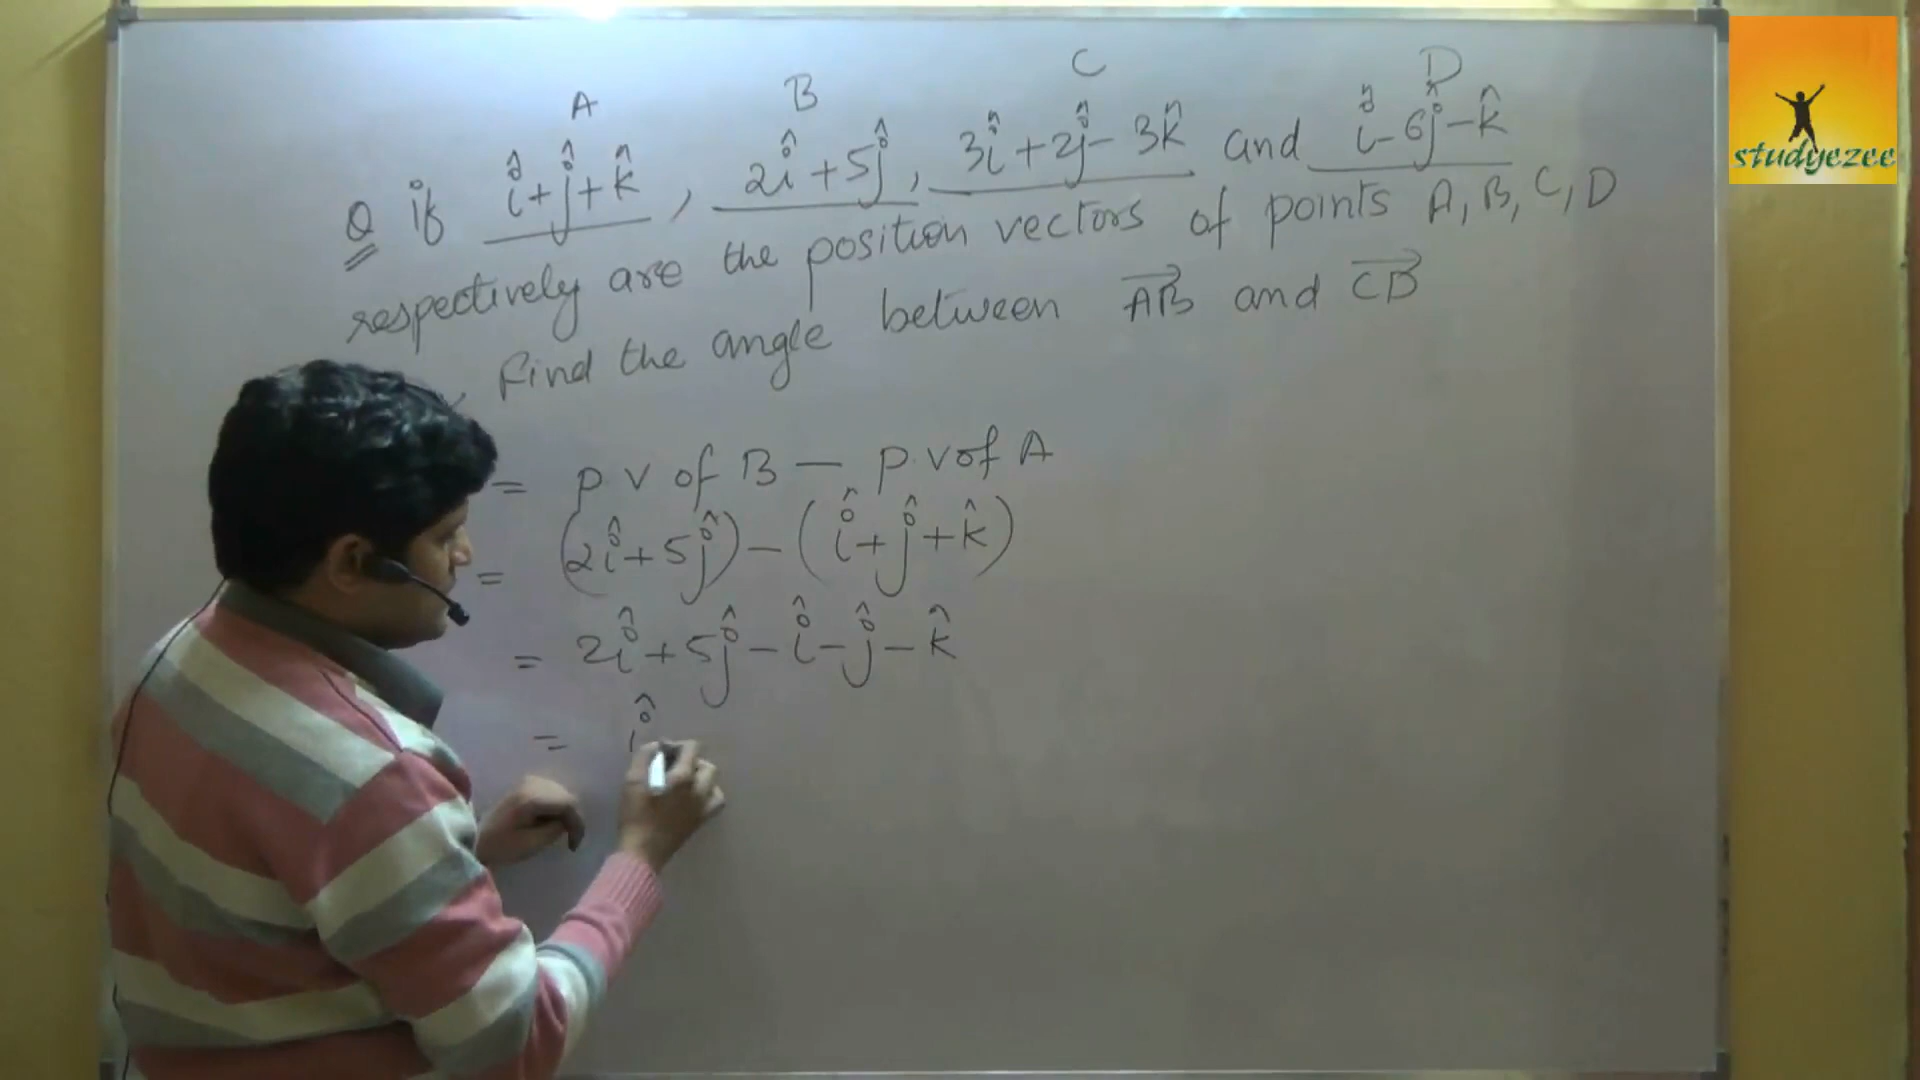 A B C D
Q if î+ĵ+k̂, 2î+5ĵ, 3î+2ĵ-3k̂ and î-6ĵ-k̂
respectively are the position vectors of points A, B, C, D
Find the angle between AB⃗ and CD⃗
= P V of B — P.V of A
= (2î+5ĵ) - (î+ĵ+k̂)
= 2î+5ĵ-î-ĵ-k̂
= î
studyezee